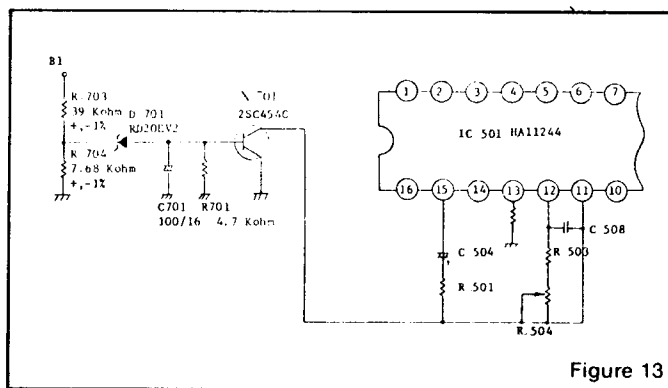 B1
R 703
39 Kohm
+,-1%
D 701
RD20EV2
701
2SC454C
R 704
7.68 Kohm
+,-1%
C701 R701
100/16 4.7 Kohm
1 2 3 4 5 6 7
IC 501 HA11244
16 15 14 13 12 11 10
C 504
R 501
C 508
R 503
R 504
Figure 13